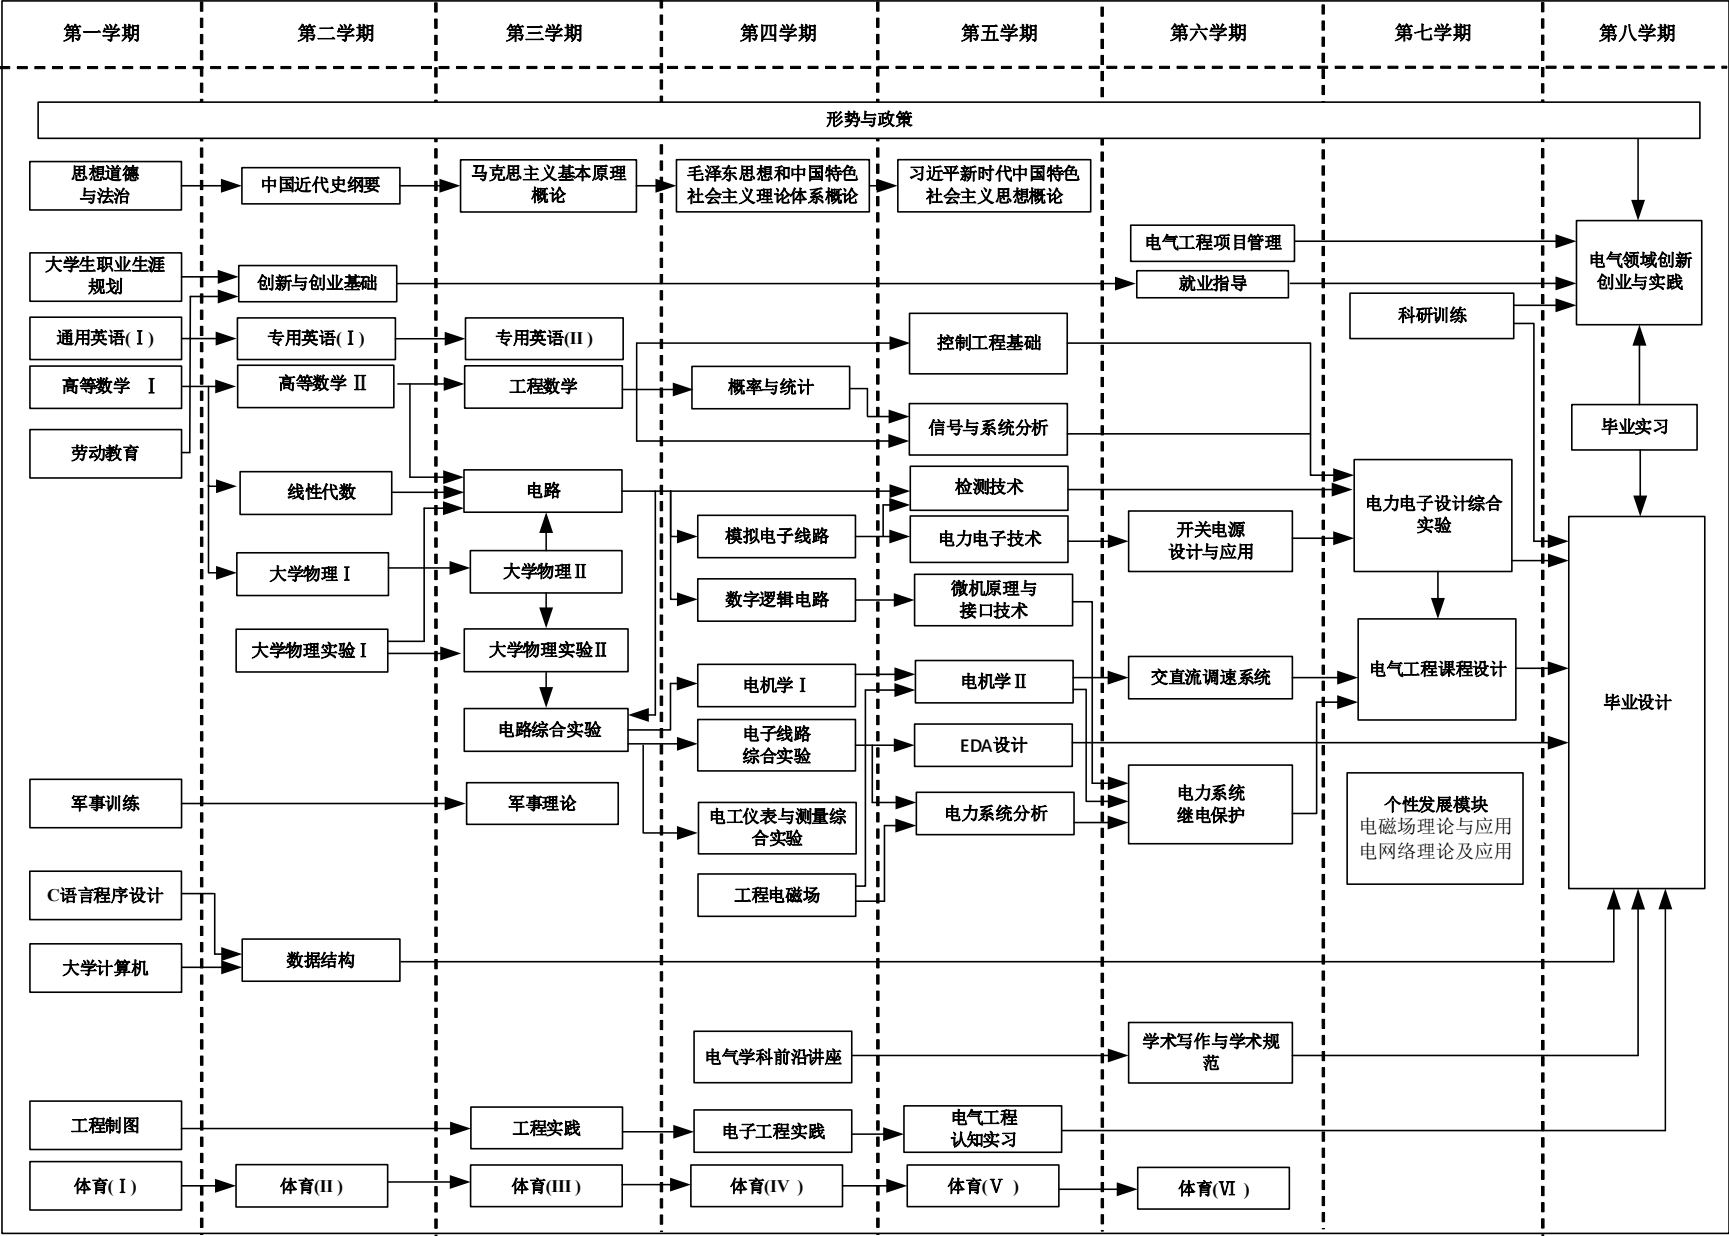 第一学期
第二学期
第三学期
第四学期
第五学期
第六学期
第七学期
第八学期
形势与政策
思想道德
与法治
中国近代史纲要
马克思主义基本原理
概论
毛泽东思想和中国特色
社会主义理论体系概论
习近平新时代中国特色
社会主义思想概论
电气工程项目管理
电气领域创新
创业与实践
大学生职业生涯
规划
创新与创业基础
就业指导
科研训练
通用英语(Ⅰ)
专用英语(Ⅰ)
专用英语(II)
控制工程基础
高等数学 Ⅰ
高等数学Ⅱ
工程数学
概率与统计
信号与系统分析
毕业实习
劳动教育
线性代数
电路
检测技术
电力电子设计综合
实验
模拟电子线路
电力电子技术
开关电源
设计与应用
大学物理Ⅰ
大学物理Ⅱ
数字逻辑电路
微机原理与
接口技术
大学物理实验Ⅰ
大学物理实验Ⅱ
电机学Ⅰ
电机学Ⅱ
交直流调速系统
电气工程课程设计
毕业设计
电路综合实验
电子线路
综合实验
EDA设计
军事训练
军事理论
电工仪表与测量综
合实验
电力系统分析
电力系统
继电保护
个性发展模块
电磁场理论与应用
电网络理论及应用
C语言程序设计
工程电磁场
大学计算机
数据结构
电气学科前沿讲座
学术写作与学术规
范
工程制图
工程实践
电子工程实践
电气工程
认知实习
体育(Ⅰ)
体育(II)
体育(III)
体育(IV)
体育(Ⅴ)
体育(Ⅵ)